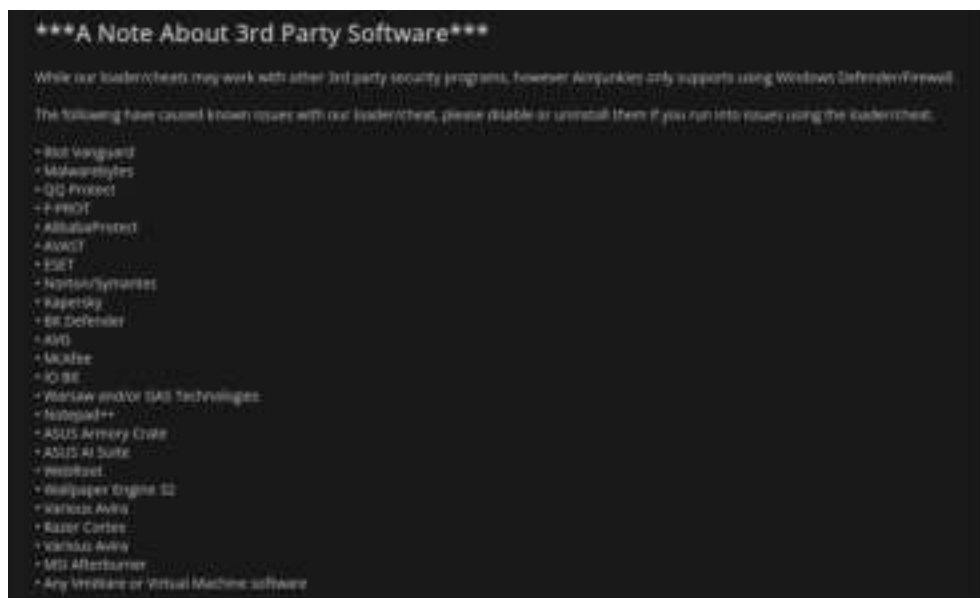 ***A Note About 3rd Party Software***
While our loader/cheats may work with other 3rd party security programs, however Aimjunkies only supports using Windows Defender/Firewall.
The following have caused known issues with our loader/cheat, please disable or uninstall them if you run into issues using the loader/cheat.
• Riot Vanguard
• Malwarebytes
• QQ Protect
• F-PROT
• AlibabaProtect
• AVAST
• ESET
• Norton/Symantec
• Kapersky
• Bit Defender
• AVG
• McAfee
• IO Bit
• Warsaw and/or GAS Technologies
• Notepad++
• ASUS Armory Crate
• ASUS AI Suite
• WebRoot
• Wallpaper Engine 32
• Various Avira
• Razer Cortex
• Various Avira
• MSI Afterburner
• Any VmWare or Virtual Machine software